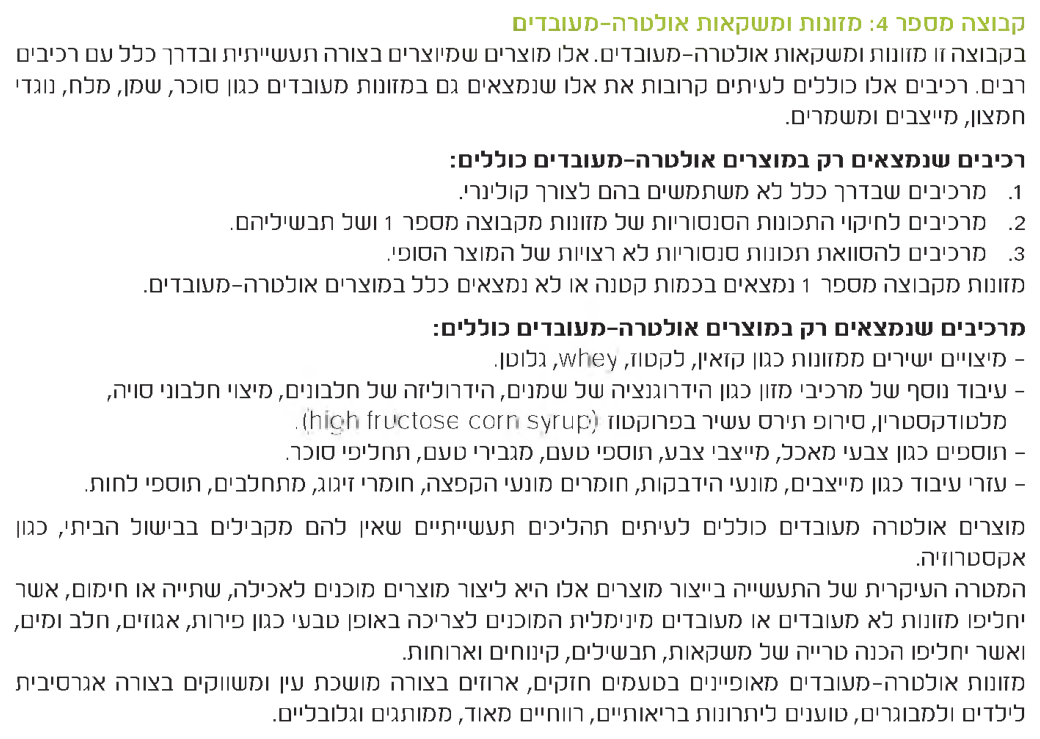 קבוצה מספר 4: מזונות ומשקאות אולטרה-מעובדים
בקבוצה זו מזונות ומשקאות אולטרה-מעובדים. אלו מוצרים שמיוצרים בצורה תעשייתית ובדרך כלל עם רכיבים
רבים. רכיבים אלו כוללים לעיתים קרובות את אלו שנמצאים גם במזונות מעובדים כגון סוכר, שמן, מלח, נוגדי
חמצון, מייצבים ומשמרים.
רכיבים שנמצאים רק במוצרים אולטרה-מעובדים כוללים:
1. מרכיבים שבדרך כלל לא משתמשים בהם לצורך קולינרי.
2. מרכיבים לחיקוי התכונות הסנסוריות של מזונות מקבוצה מספר 1 ושל תבשיליהם.
3. מרכיבים להסוואת תכונות סנסוריות לא רצויות של המוצר הסופי.
מזונות מקבוצה מספר 1 נמצאים בכמות קטנה או לא נמצאים כלל במוצרים אולטרה-מעובדים.
מרכיבים שנמצאים רק במוצרים אולטרה-מעובדים כוללים:
- מיצויים ישירים ממזונות כגון קזאין, לקטוז, whey, גלוטן.
- עיבוד נוסף של מרכיבי מזון כגון הידרוגנציה של שמנים, הידרוליזה של חלבונים, מיצוי חלבוני סויה,
מלטודקסטרין, סירופ תירס עשיר בפרוקטוז (high fructose corn syrup).
- תוספים כגון צבעי מאכל, מייצבי צבע, תוספי טעם, מגבירי טעם, תחליפי סוכר.
- עזרי עיבוד כגון מייצבים, מונעי הידבקות, חומרים מונעי הקפצה, חומרי זיגוג, מתחלבים, תוספי לחות.
מוצרים אולטרה מעובדים כוללים לעיתים תהליכים תעשייתיים שאין להם מקבילים בבישול הביתי, כגון
אקסטרוזיה.
המטרה העיקרית של התעשייה בייצור מוצרים אלו היא ליצור מוצרים מוכנים לאכילה, שתייה או חימום, אשר
יחליפו מזונות לא מעובדים או מעובדים מינימלית המוכנים לצריכה באופן טבעי כגון פירות, אגוזים, חלב ומים,
ואשר יחליפו הכנה טרייה של משקאות, תבשילים, קינוחים וארוחות.
מזונות אולטרה-מעובדים מאופיינים בטעמים חזקים, ארוזים בצורה מושכת עין ומשווקים בצורה אגרסיבית
לילדים ולמבוגרים, טוענים ליתרונות בריאותיים, רווחיים מאוד, ממותגים וגלובליים.